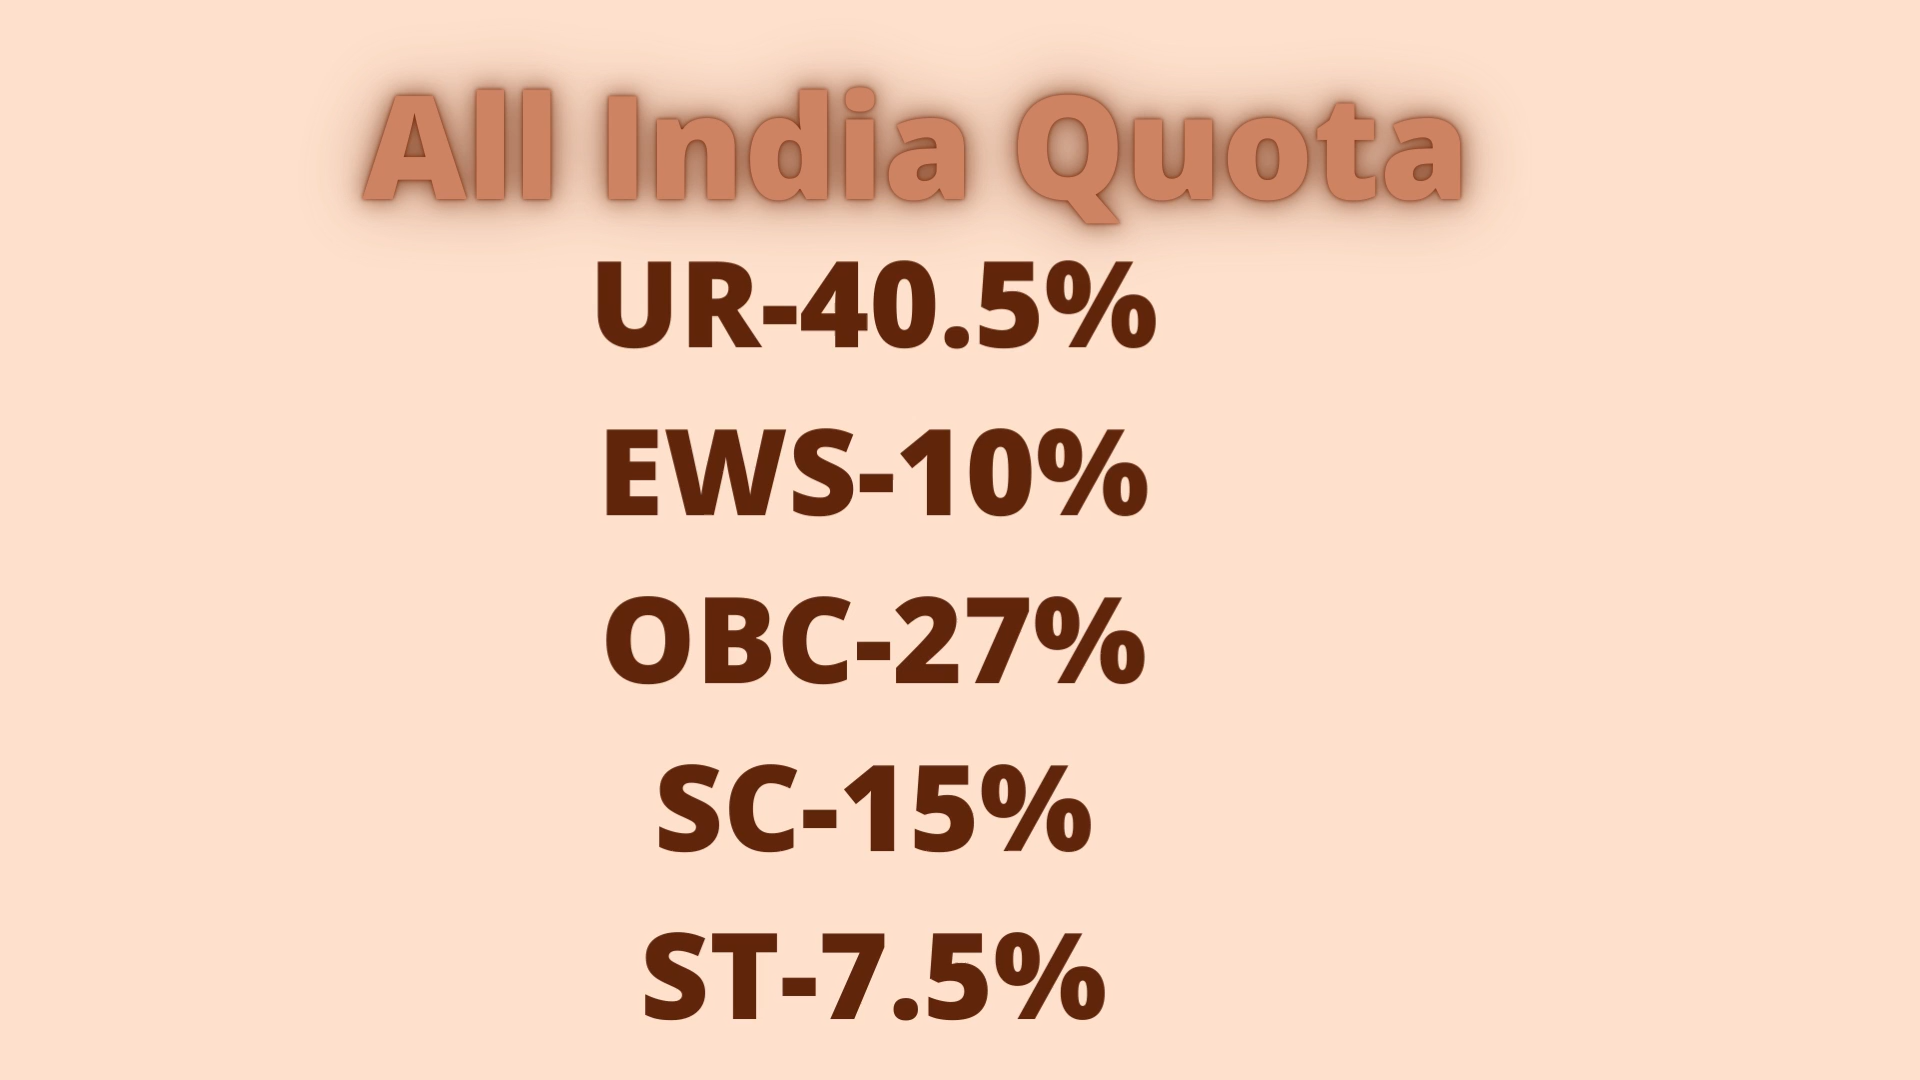 All India Quota
UR-40.5%
EWS-10%
OBC-27%
SC-15%
ST-7.5%